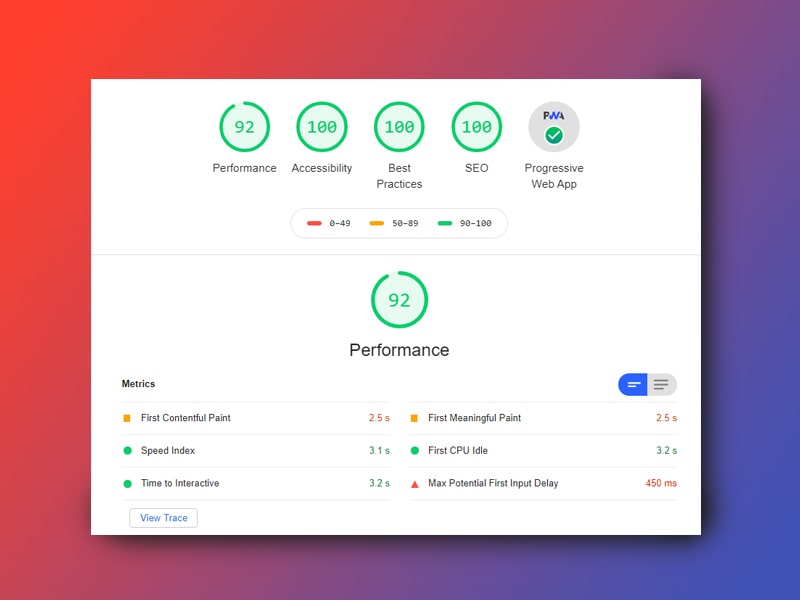 92
100
100
100
PWA
Performance
Accessibility
Best
Practices
SEO
Progressive
Web App
0–49
50–89
90–100
92
Performance
Metrics
First Contentful Paint 2.5 s
First Meaningful Paint 2.5 s
Speed Index 3.1 s
First CPU Idle 3.2 s
Time to Interactive 3.2 s
Max Potential First Input Delay 450 ms
View Trace